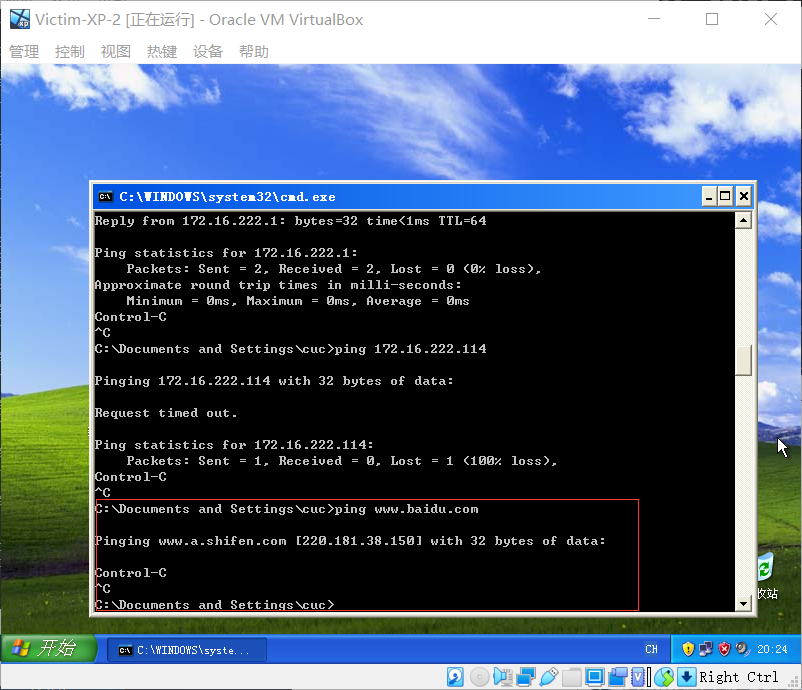 Victim-XP-2 [正在运行] - Oracle VM VirtualBox
管理 控制 视图 热键 设备 帮助
C:\WINDOWS\system32\cmd.exe
Reply from 172.16.222.1: bytes=32 time<1ms TTL=64
Ping statistics for 172.16.222.1:
    Packets: Sent = 2, Received = 2, Lost = 0 (0% loss),
Approximate round trip times in milli-seconds:
    Minimum = 0ms, Maximum = 0ms, Average = 0ms
Control-C
^C
C:\Documents and Settings\cuc>ping 172.16.222.114
Pinging 172.16.222.114 with 32 bytes of data:
Request timed out.
Ping statistics for 172.16.222.114:
    Packets: Sent = 1, Received = 0, Lost = 1 (100% loss),
Control-C
^C
C:\Documents and Settings\cuc>ping www.baidu.com
Pinging www.a.shifen.com [220.181.38.150] with 32 bytes of data:
Control-C
^C
C:\Documents and Settings\cuc>
收站
开始 C:\WINDOWS\syste... CH 20:24
Right Ctrl